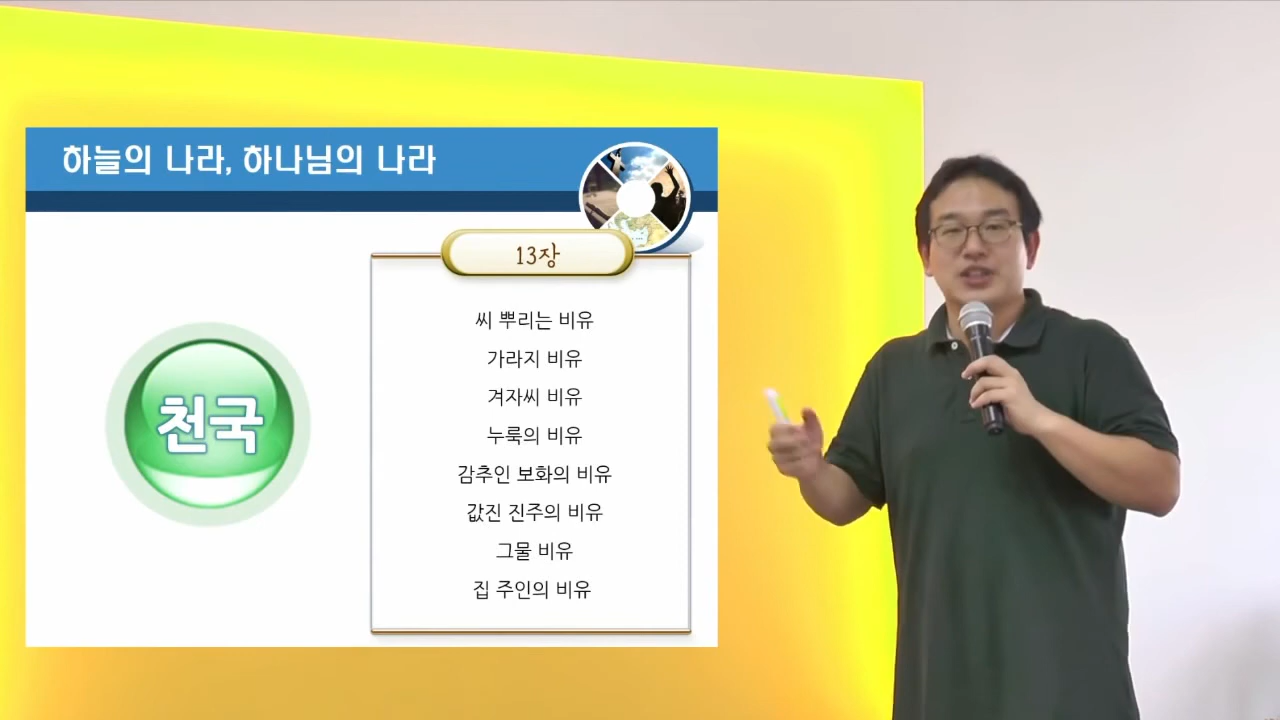 하늘의 나라, 하나님의 나라
13장
천국
씨 뿌리는 비유
가라지 비유
겨자씨 비유
누룩의 비유
감추인 보화의 비유
값진 진주의 비유
그물 비유
집 주인의 비유